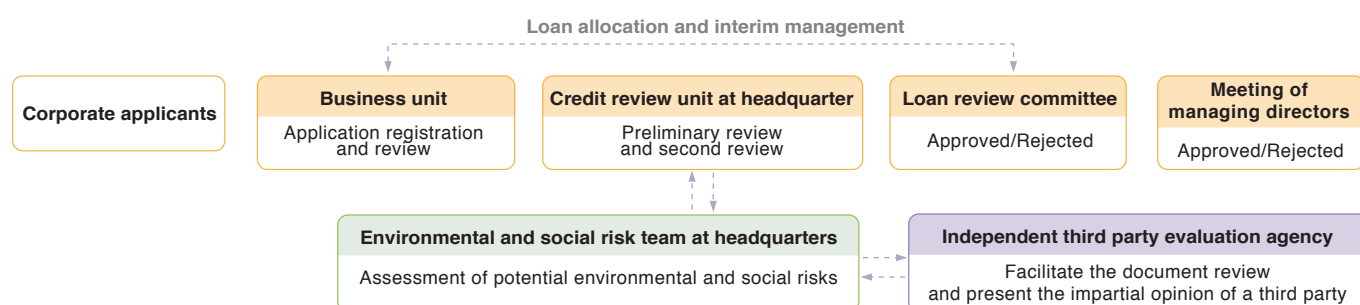 Loan allocation and interim management
Corporate applicants
Business unit
Application registration
and review
Credit review unit at headquarter
Preliminary review
and second review
Loan review committee
Approved/Rejected
Meeting of
managing directors
Approved/Rejected
Environmental and social risk team at headquarters
Assessment of potential environmental and social risks
Independent third party evaluation agency
Facilitate the document review
and present the impartial opinion of a third party